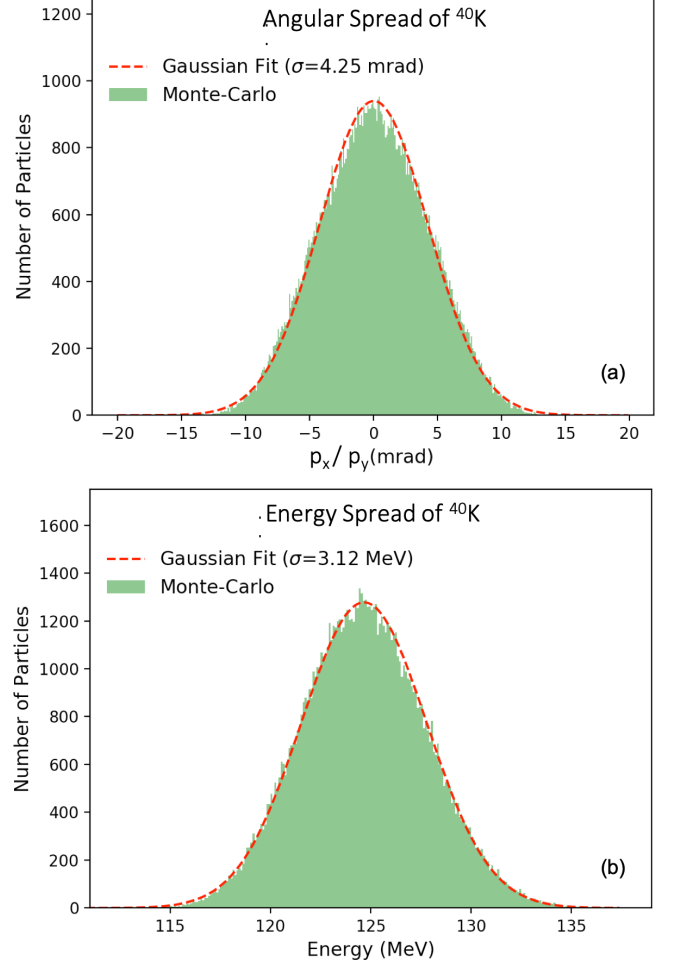 Angular Spread of ⁴⁰K
1200
Gaussian Fit (σ=4.25 mrad)
Monte-Carlo
1000
800
600
400
200
0
Number of Particles
(a)
−20 −15 −10 −5 0 5 10 15 20
pₓ/ pᵧ(mrad)
Energy Spread of ⁴⁰K
1600
Gaussian Fit (σ=3.12 MeV)
Monte-Carlo
1400
1200
1000
800
600
400
200
0
Number of Particles
(b)
115 120 125 130 135
Energy (MeV)